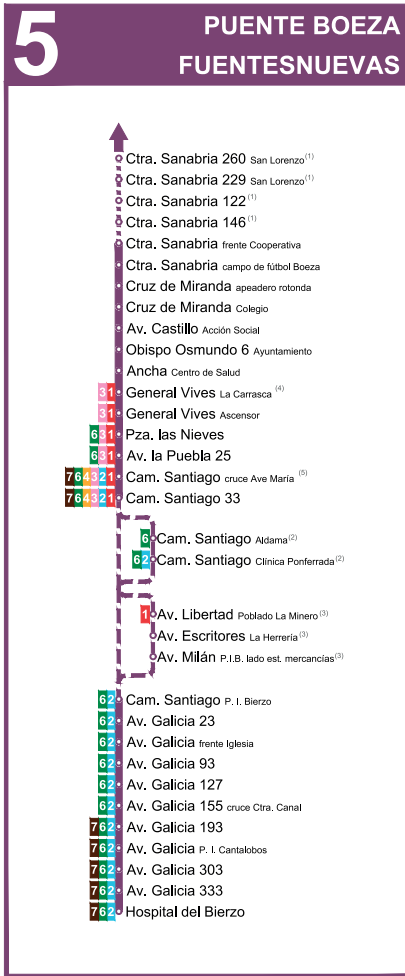 5
PUENTE BOEZA
FUENTESNUEVAS
Ctra. Sanabria 260 San Lorenzo(1)
Ctra. Sanabria 229 San Lorenzo(1)
Ctra. Sanabria 122(1)
Ctra. Sanabria 146(1)
Ctra. Sanabria frente Cooperativa
Ctra. Sanabria campo de fútbol Boeza
Cruz de Miranda apeadero rotonda
Cruz de Miranda Colegio
Av. Castillo Acción Social
Obispo Osmundo 6 Ayuntamiento
Ancha Centro de Salud
3 1 General Vives La Carrasca (4)
3 1 General Vives Ascensor
6 3 1 Pza. las Nieves
6 3 1 Av. la Puebla 25
7 6 4 3 2 1 Cam. Santiago cruce Ave María (5)
7 6 4 3 2 1 Cam. Santiago 33
6 Cam. Santiago Aldama(2)
6 2 Cam. Santiago Clínica Ponferrada(2)
1 Av. Libertad Poblado La Minero(3)
Av. Escritores La Herrería(3)
Av. Milán P.I.B. lado est. mercancías(3)
6 2 Cam. Santiago P. I. Bierzo
6 2 Av. Galicia 23
6 2 Av. Galicia frente Iglesia
6 2 Av. Galicia 93
6 2 Av. Galicia 127
6 2 Av. Galicia 155 cruce Ctra. Canal
7 6 2 Av. Galicia 193
7 6 2 Av. Galicia P. I. Cantalobos
7 6 2 Av. Galicia 303
7 6 2 Av. Galicia 333
7 6 2 Hospital del Bierzo